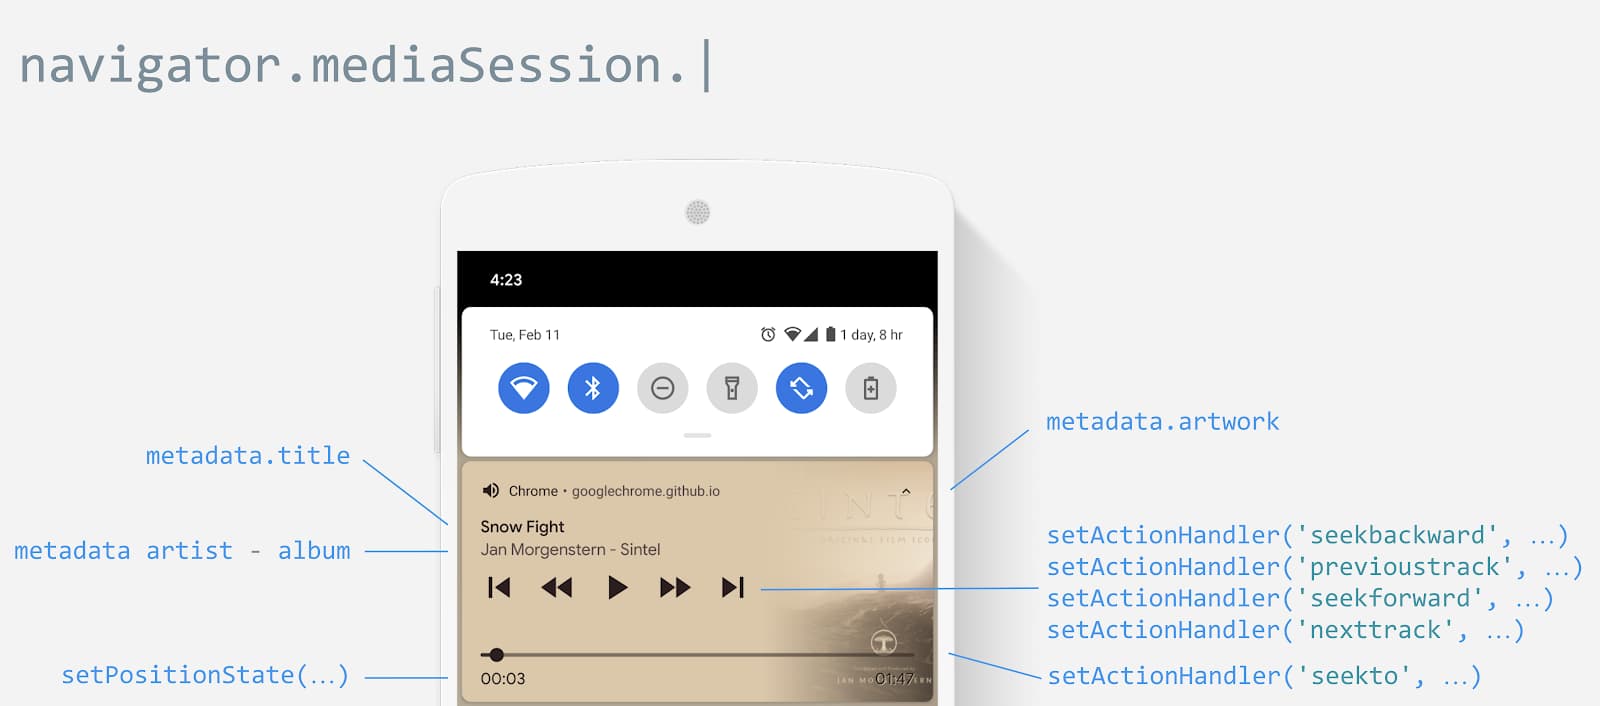 navigator.mediaSession.|
4:23
Tue, Feb 11
1 day, 8 hr
metadata.artwork
metadata.title
Chrome • googlechrome.github.io
Snow Fight
metadata artist - album
Jan Morgenstern - Sintel
setActionHandler('seekbackward', ...)
setActionHandler('previoustrack', ...)
setActionHandler('seekforward', ...)
setActionHandler('nexttrack', ...)
setPositionState(...)
00:03
01:47
setActionHandler('seekto', ...)